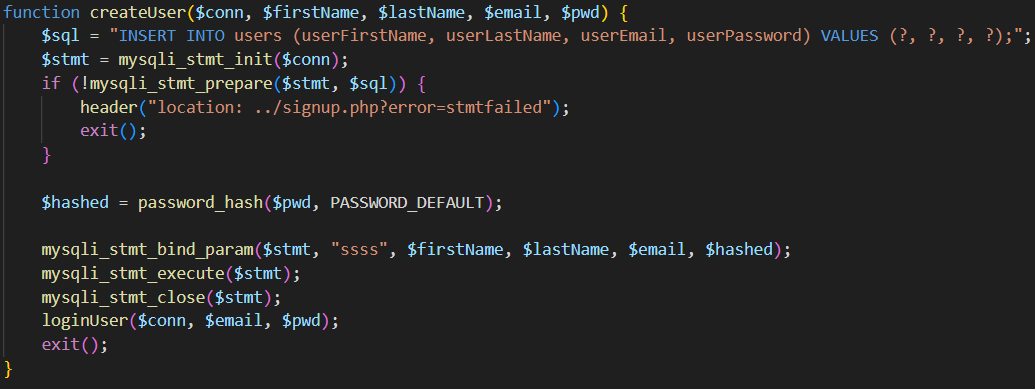 function createUser($conn, $firstName, $lastName, $email, $pwd) {
    $sql = "INSERT INTO users (userFirstName, userLastName, userEmail, userPassword) VALUES (?, ?, ?, ?);";
    $stmt = mysqli_stmt_init($conn);
    if (!mysqli_stmt_prepare($stmt, $sql)) {
        header("location: ../signup.php?error=stmtfailed");
        exit();
    }

    $hashed = password_hash($pwd, PASSWORD_DEFAULT);

    mysqli_stmt_bind_param($stmt, "ssss", $firstName, $lastName, $email, $hashed);
    mysqli_stmt_execute($stmt);
    mysqli_stmt_close($stmt);
    loginUser($conn, $email, $pwd);
    exit();
}